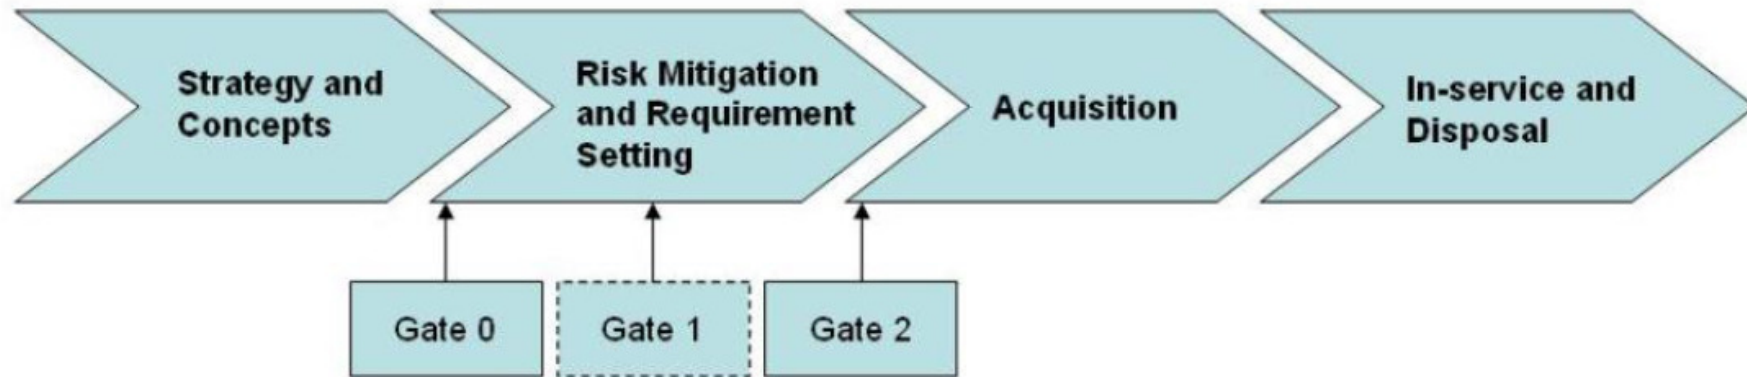 Strategy and
Concepts
Risk Mitigation
and Requirement
Setting
Acquisition
In-service and
Disposal
Gate 0
Gate 1
Gate 2